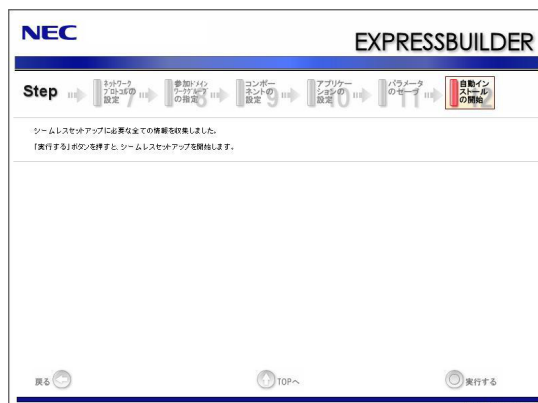 NEC
EXPRESSBUILDER
Step
ネットワーク
プロトコルの
設定 7
参加ドメイン
ワークグループ
の指定 8
コンポー
ネントの
設定 9
アプリケー
ションの
設定 10
パラメータ
のセーブ 11
自動イン
ストール
の開始 12
シームレスセットアップに必要な全ての情報を収集しました。
「実行する」ボタンを押すと、シームレスセットアップを開始します。
戻る
TOPへ
実行する